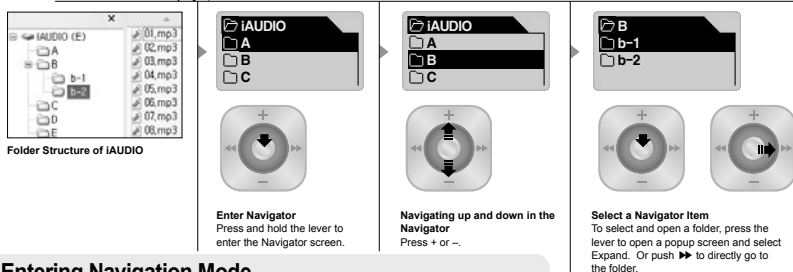 IAUDIO (E)
A
B
b-1
b-2
C
D
E
01.mp3
02.mp3
03.mp3
04.mp3
05.mp3
06.mp3
07.mp3
08.mp3
Folder Structure of iAUDIO
iAUDIO
A
B
C
Enter Navigator
Press and hold the lever to
enter the Navigator screen.
iAUDIO
A
B
C
Navigating up and down in the
Navigator
Press + or –.
B
b-1
b-2
Select a Navigator Item
To select and open a folder, press the
lever to open a popup screen and select
Expand. Or push ▶▶ to directly go to
the folder.
Entering Navigation Mode